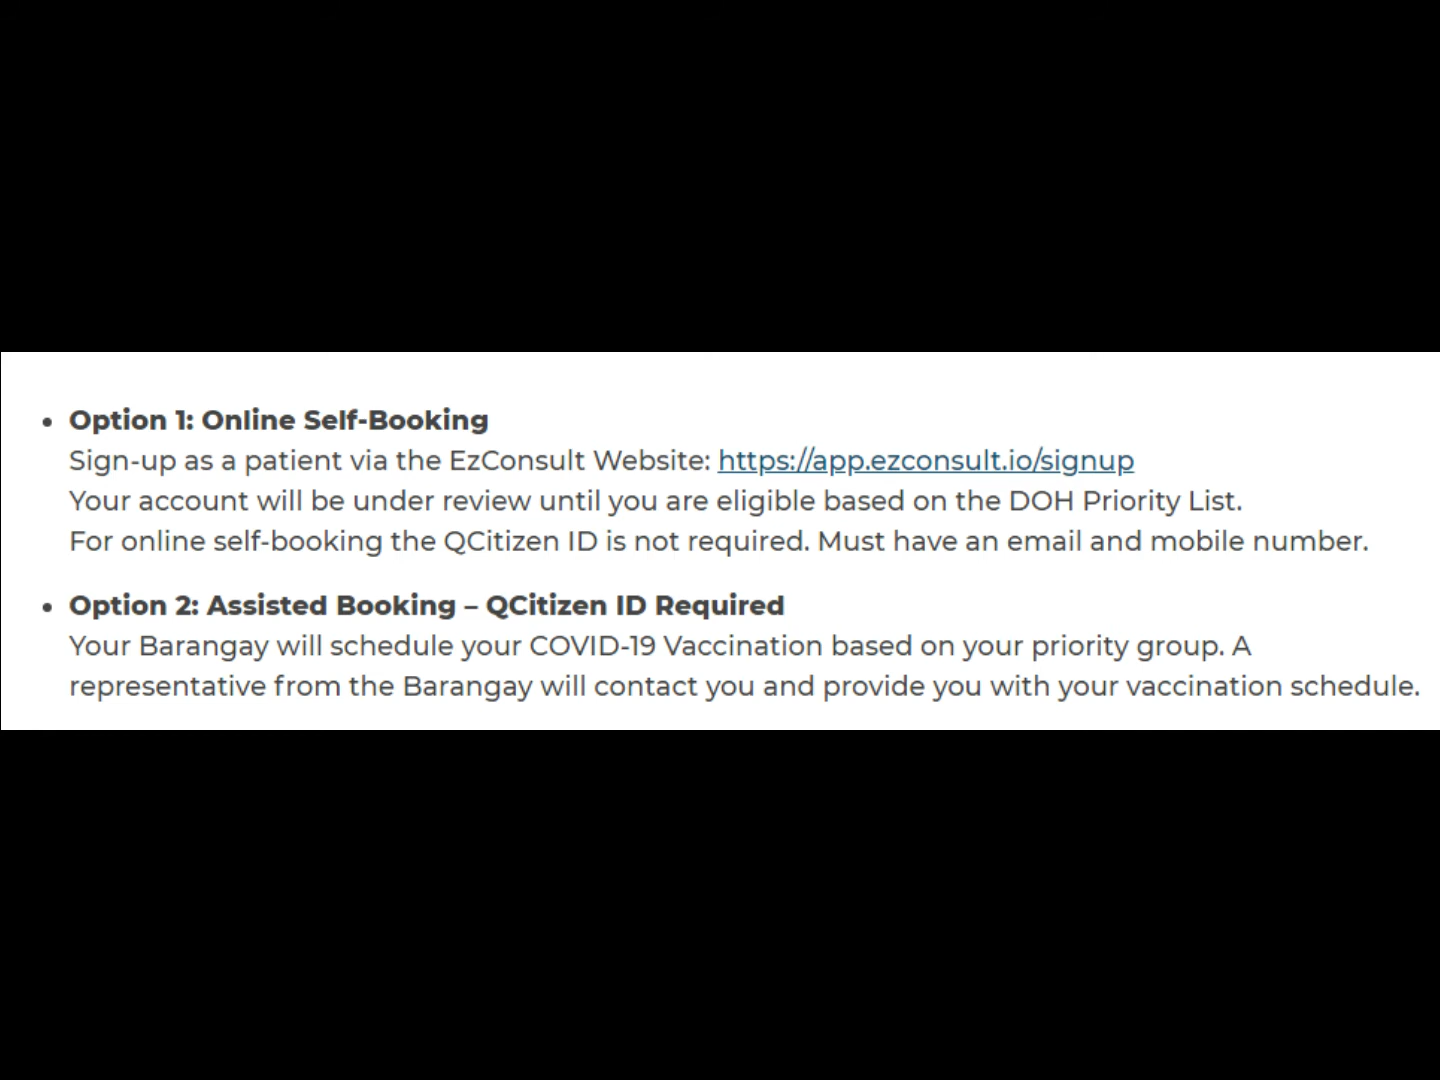 Option 1: Online Self-Booking
Sign-up as a patient via the EzConsult Website: https://app.ezconsult.io/signup
Your account will be under review until you are eligible based on the DOH Priority List.
For online self-booking the QCitizen ID is not required. Must have an email and mobile number.
Option 2: Assisted Booking – QCitizen ID Required
Your Barangay will schedule your COVID-19 Vaccination based on your priority group. A
representative from the Barangay will contact you and provide you with your vaccination schedule.